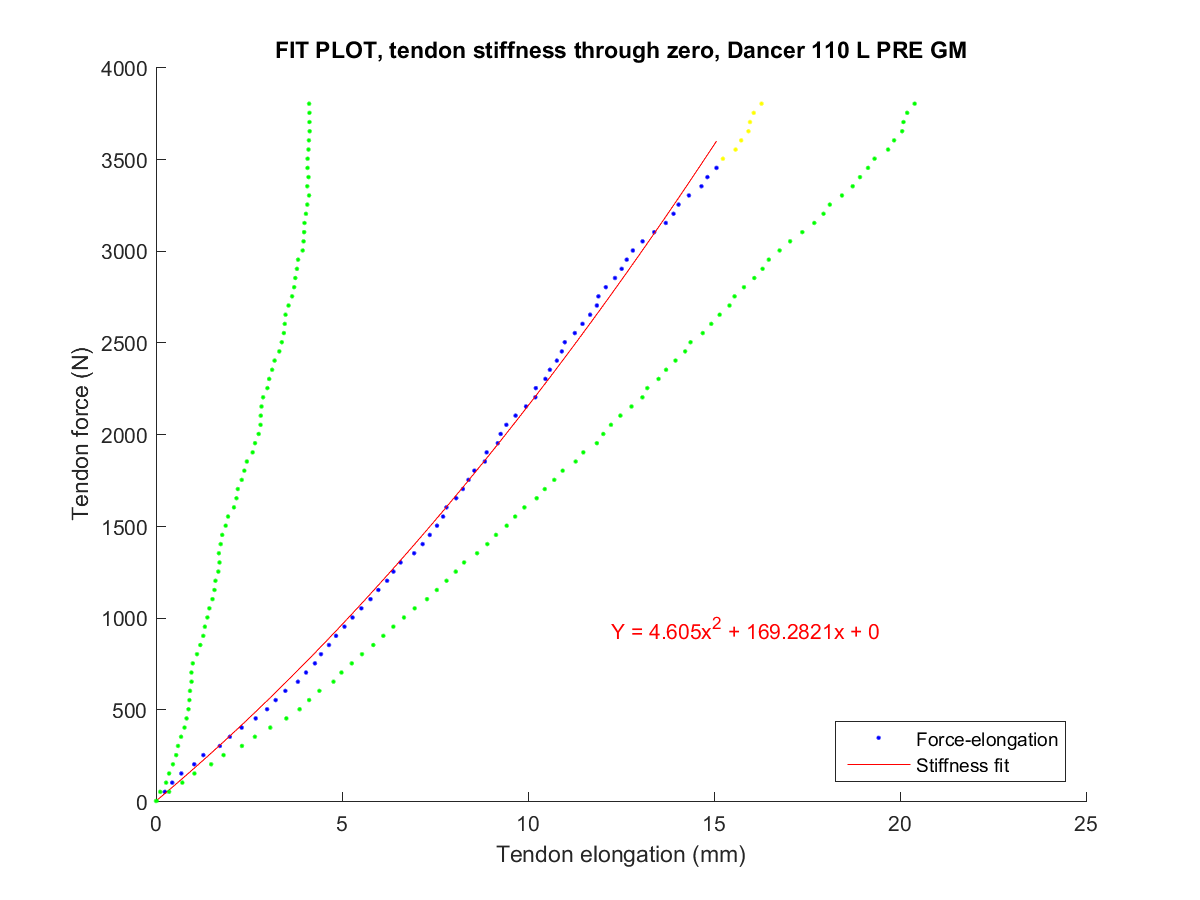 FIT PLOT, tendon stiffness through zero, Dancer 110 L PRE GM
4000
3500
3000
2500
2000
1500
1000
500
0
Tendon force (N)
Y = 4.605x² + 169.2821x + 0
Force-elongation
Stiffness fit
0 5 10 15 20 25
Tendon elongation (mm)